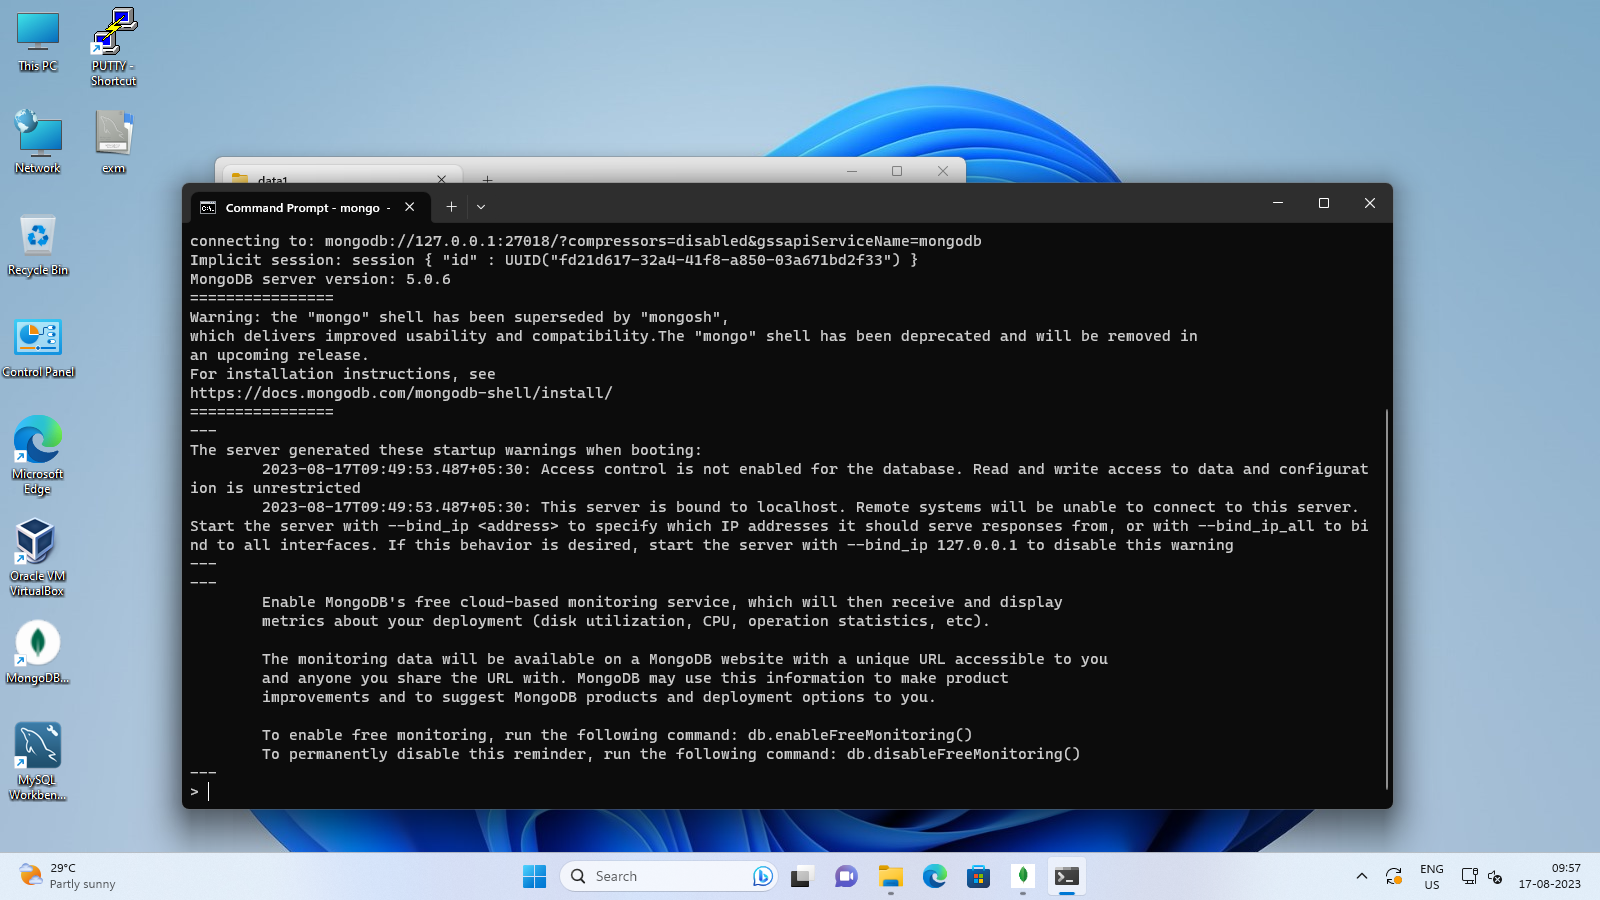 This PC
PUTTY -
Shortcut
Network
exm
Recycle Bin
Control Panel
Microsoft
Edge
Oracle VM
VirtualBox
MongoDB...
MySQL
Workben...
data1
Command Prompt - mongo -
connecting to: mongodb://127.0.0.1:27018/?compressors=disabled&gssapiServiceName=mongodb
Implicit session: session { "id" : UUID("fd21d617-32a4-41f8-a850-03a671bd2f33") }
MongoDB server version: 5.0.6
================
Warning: the "mongo" shell has been superseded by "mongosh",
which delivers improved usability and compatibility.The "mongo" shell has been deprecated and will be removed in
an upcoming release.
For installation instructions, see
https://docs.mongodb.com/mongodb-shell/install/
================
---
The server generated these startup warnings when booting:
2023-08-17T09:49:53.487+05:30: Access control is not enabled for the database. Read and write access to data and configurat
ion is unrestricted
2023-08-17T09:49:53.487+05:30: This server is bound to localhost. Remote systems will be unable to connect to this server.
Start the server with --bind_ip <address> to specify which IP addresses it should serve responses from, or with --bind_ip_all to bi
nd to all interfaces. If this behavior is desired, start the server with --bind_ip 127.0.0.1 to disable this warning
---
---
Enable MongoDB's free cloud-based monitoring service, which will then receive and display
metrics about your deployment (disk utilization, CPU, operation statistics, etc).
The monitoring data will be available on a MongoDB website with a unique URL accessible to you
and anyone you share the URL with. MongoDB may use this information to make product
improvements and to suggest MongoDB products and deployment options to you.
To enable free monitoring, run the following command: db.enableFreeMonitoring()
To permanently disable this reminder, run the following command: db.disableFreeMonitoring()
---
>
29°C
Partly sunny
Search
ENG
US
09:57
17-08-2023